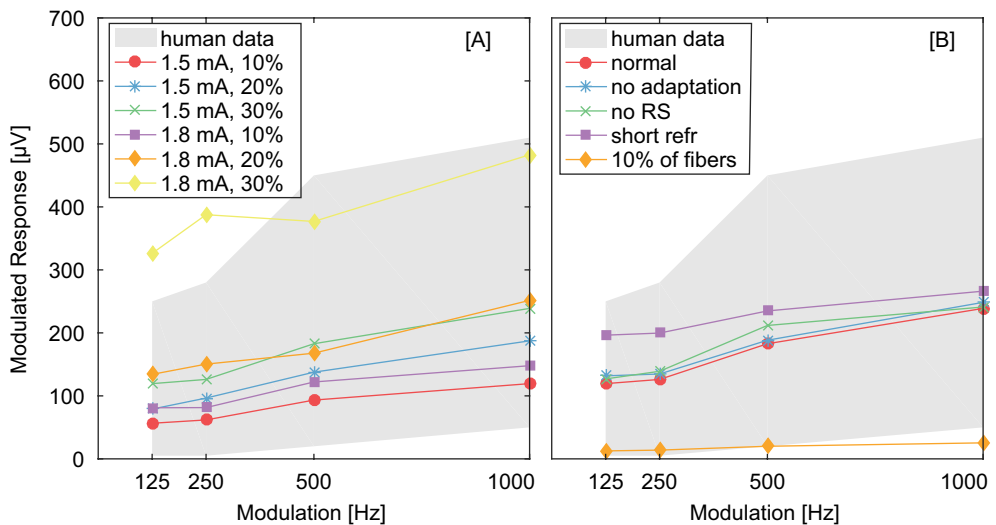 700
600
500
400
300
200
100
0
Modulated Response [µV]
human data
1.5 mA, 10%
1.5 mA, 20%
1.5 mA, 30%
1.8 mA, 10%
1.8 mA, 20%
1.8 mA, 30%
[A]
125 250 500 1000
Modulation [Hz]
human data
normal
no adaptation
no RS
short refr
10% of fibers
[B]
125 250 500 1000
Modulation [Hz]